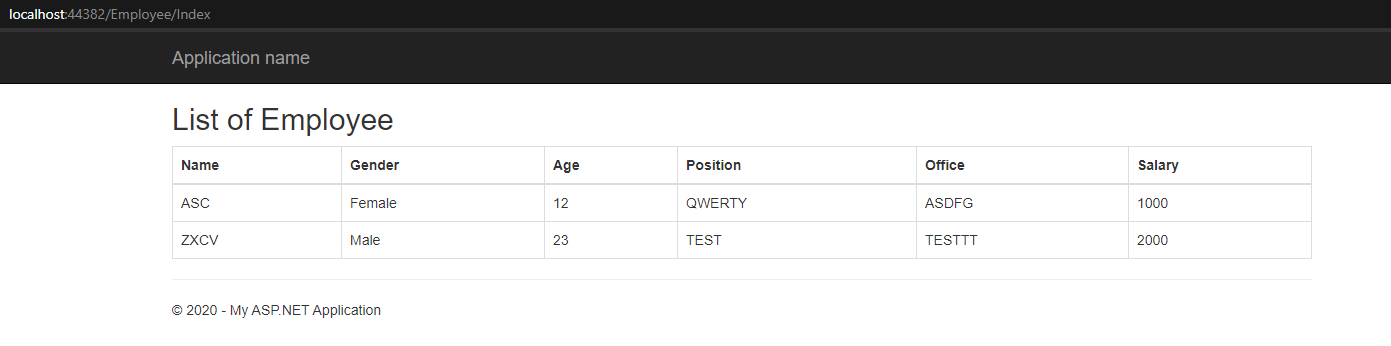 localhost:44382/Employee/Index
Application name
List of Employee
Name Gender Age Position Office Salary
ASC Female 12 QWERTY ASDFG 1000
ZXCV Male 23 TEST TESTTT 2000
© 2020 - My ASP.NET Application